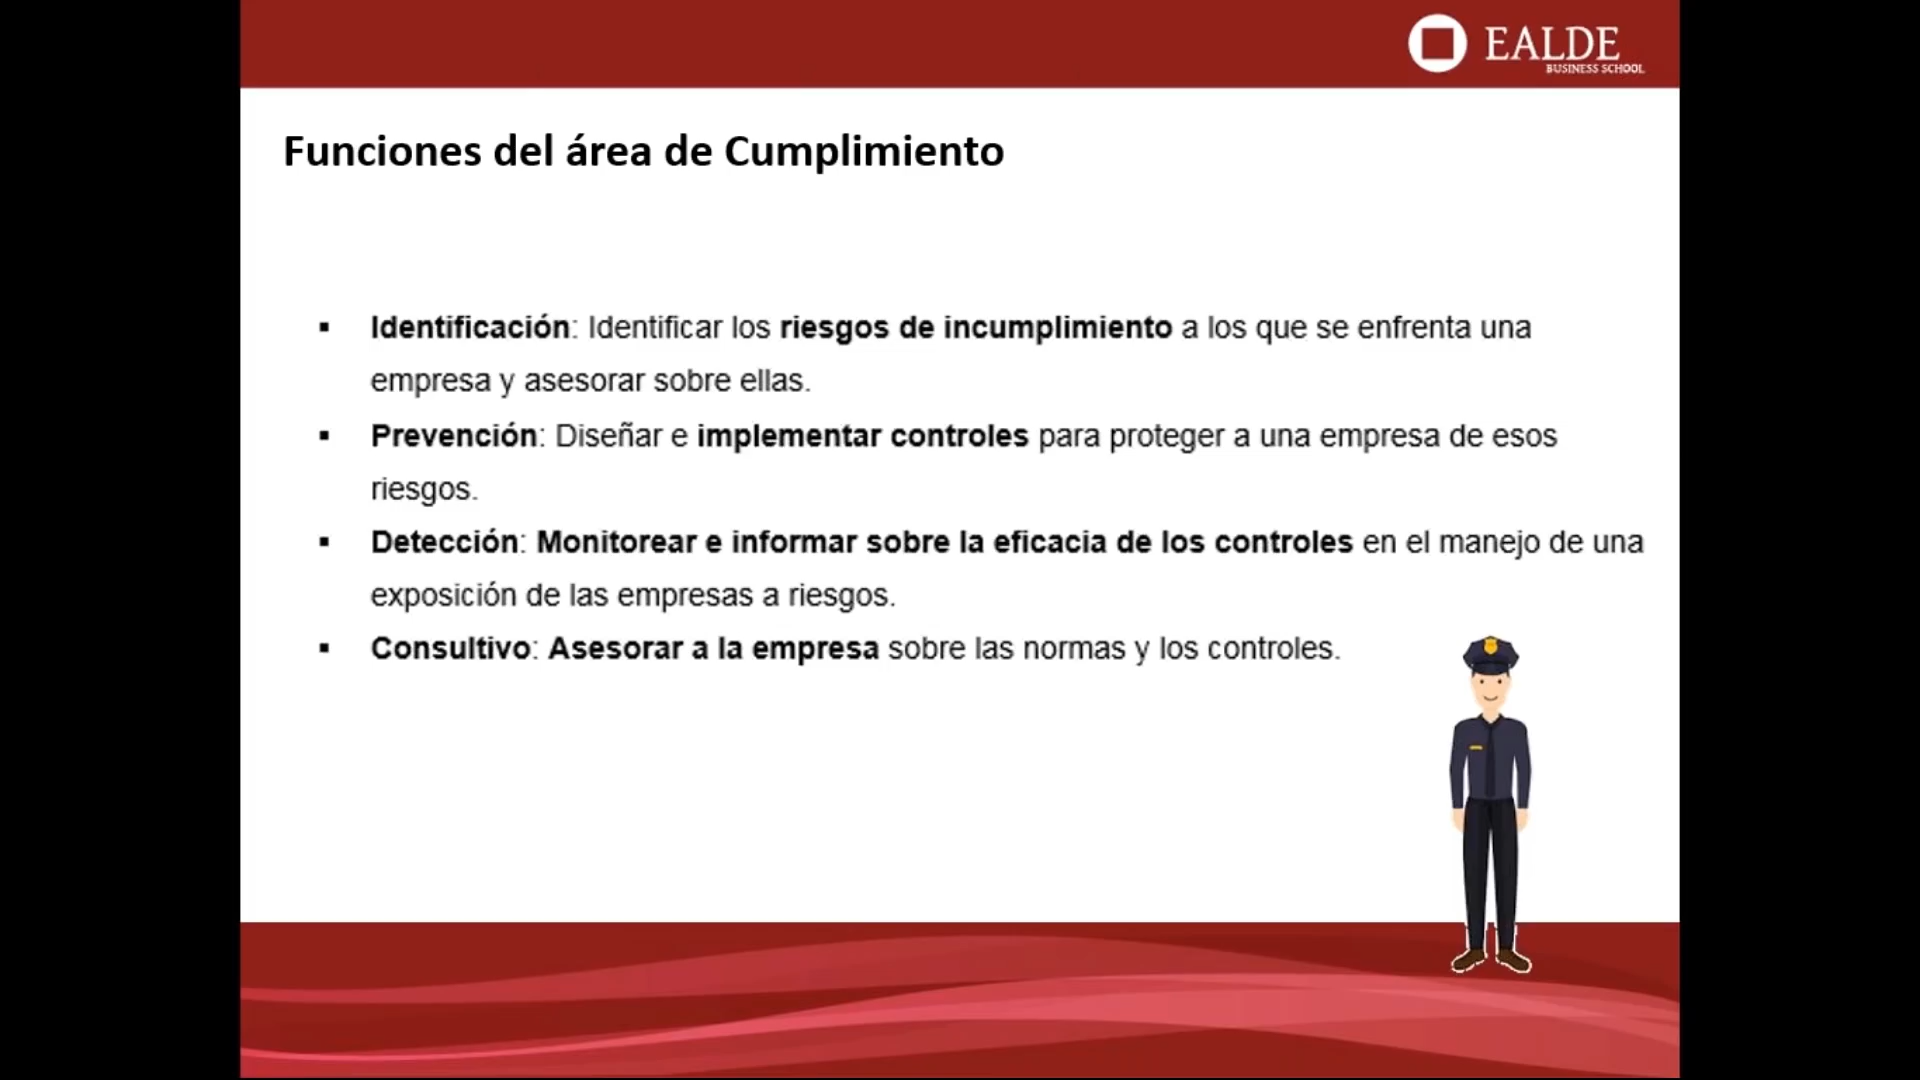 EALDE
BUSINESS SCHOOL
Funciones del área de Cumplimiento
▪ Identificación: Identificar los riesgos de incumplimiento a los que se enfrenta una
empresa y asesorar sobre ellas.
▪ Prevención: Diseñar e implementar controles para proteger a una empresa de esos
riesgos.
▪ Detección: Monitorear e informar sobre la eficacia de los controles en el manejo de una
exposición de las empresas a riesgos.
▪ Consultivo: Asesorar a la empresa sobre las normas y los controles.